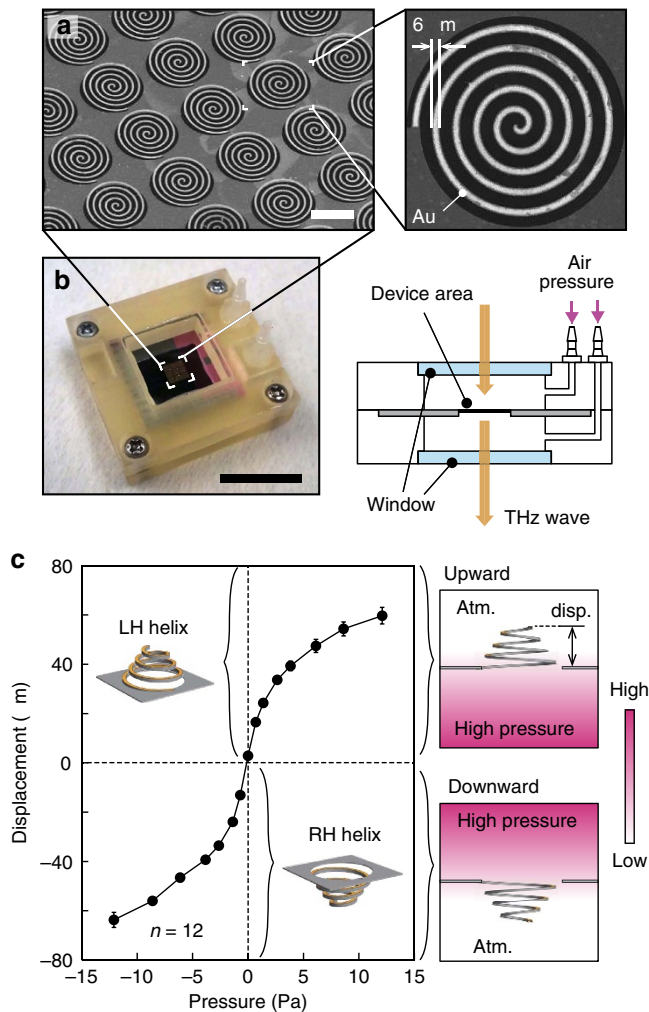 a
6 m
Au
b
Device area
Air
pressure
Window
THz wave
c
80
40
0
−40
−80
Displacement ( m)
LH helix
RH helix
n = 12
−15 −10 −5 0 5 10 15
Pressure (Pa)
Upward
Atm.
disp.
High pressure
Downward
High pressure
Atm.
High
Low